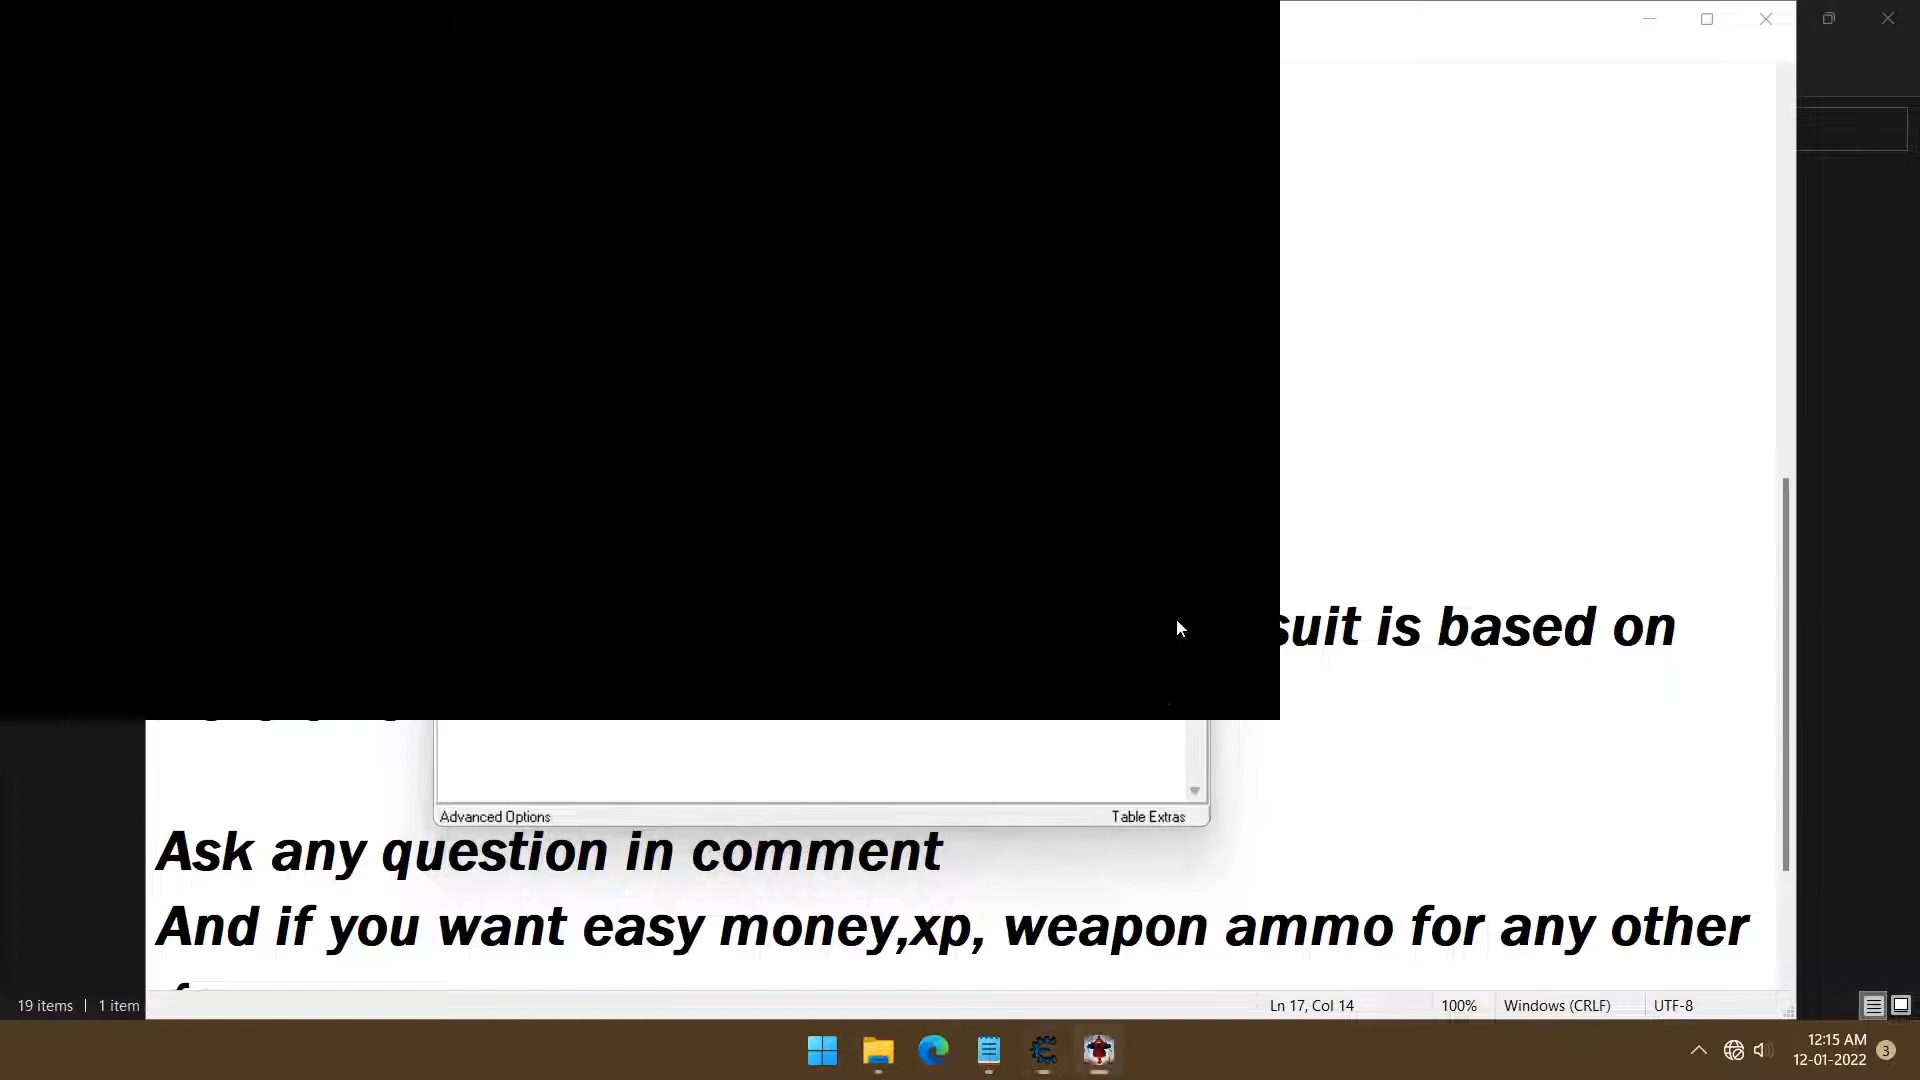 suit is based on
Advanced Options
Table Extras
Ask any question in comment
And if you want easy money,xp, weapon ammo for any other
19 items
1 item
Ln 17, Col 14
100%
Windows (CRLF)
UTF-8
12:15 AM
12-01-2022
3